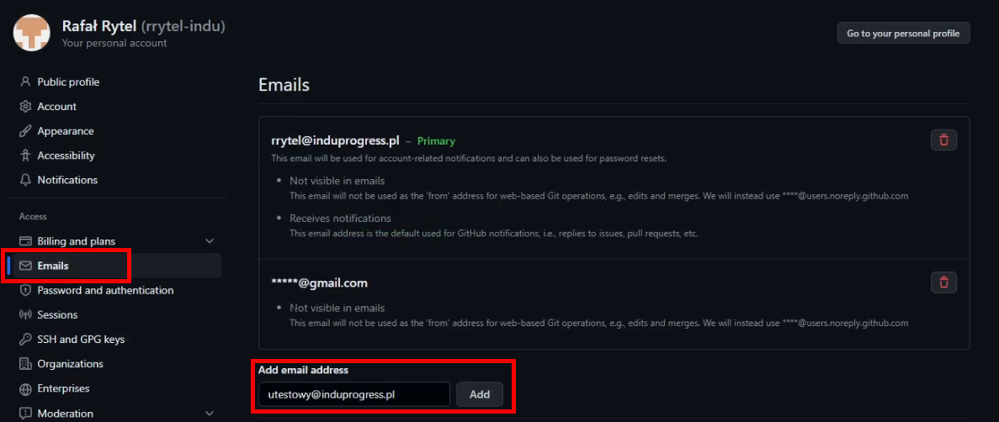 Rafał Rytel (rrytel-indu)
Your personal account
Go to your personal profile
Public profile
Account
Appearance
Accessibility
Notifications
Access
Billing and plans
Emails
Password and authentication
Sessions
SSH and GPG keys
Organizations
Enterprises
Moderation
Emails
rrytel@induprogress.pl – Primary
This email will be used for account-related notifications and can also be used for password resets.
• Not visible in emails
This email will not be used as the 'from' address for web-based Git operations, e.g., edits and merges. We will instead use ****@users.noreply.github.com
• Receives notifications
This email address is the default used for GitHub notifications, i.e., replies to issues, pull requests, etc.
*****@gmail.com
• Not visible in emails
This email will not be used as the 'from' address for web-based Git operations, e.g., edits and merges. We will instead use ****@users.noreply.github.com
Add email address
utestowy@induprogress.pl
Add